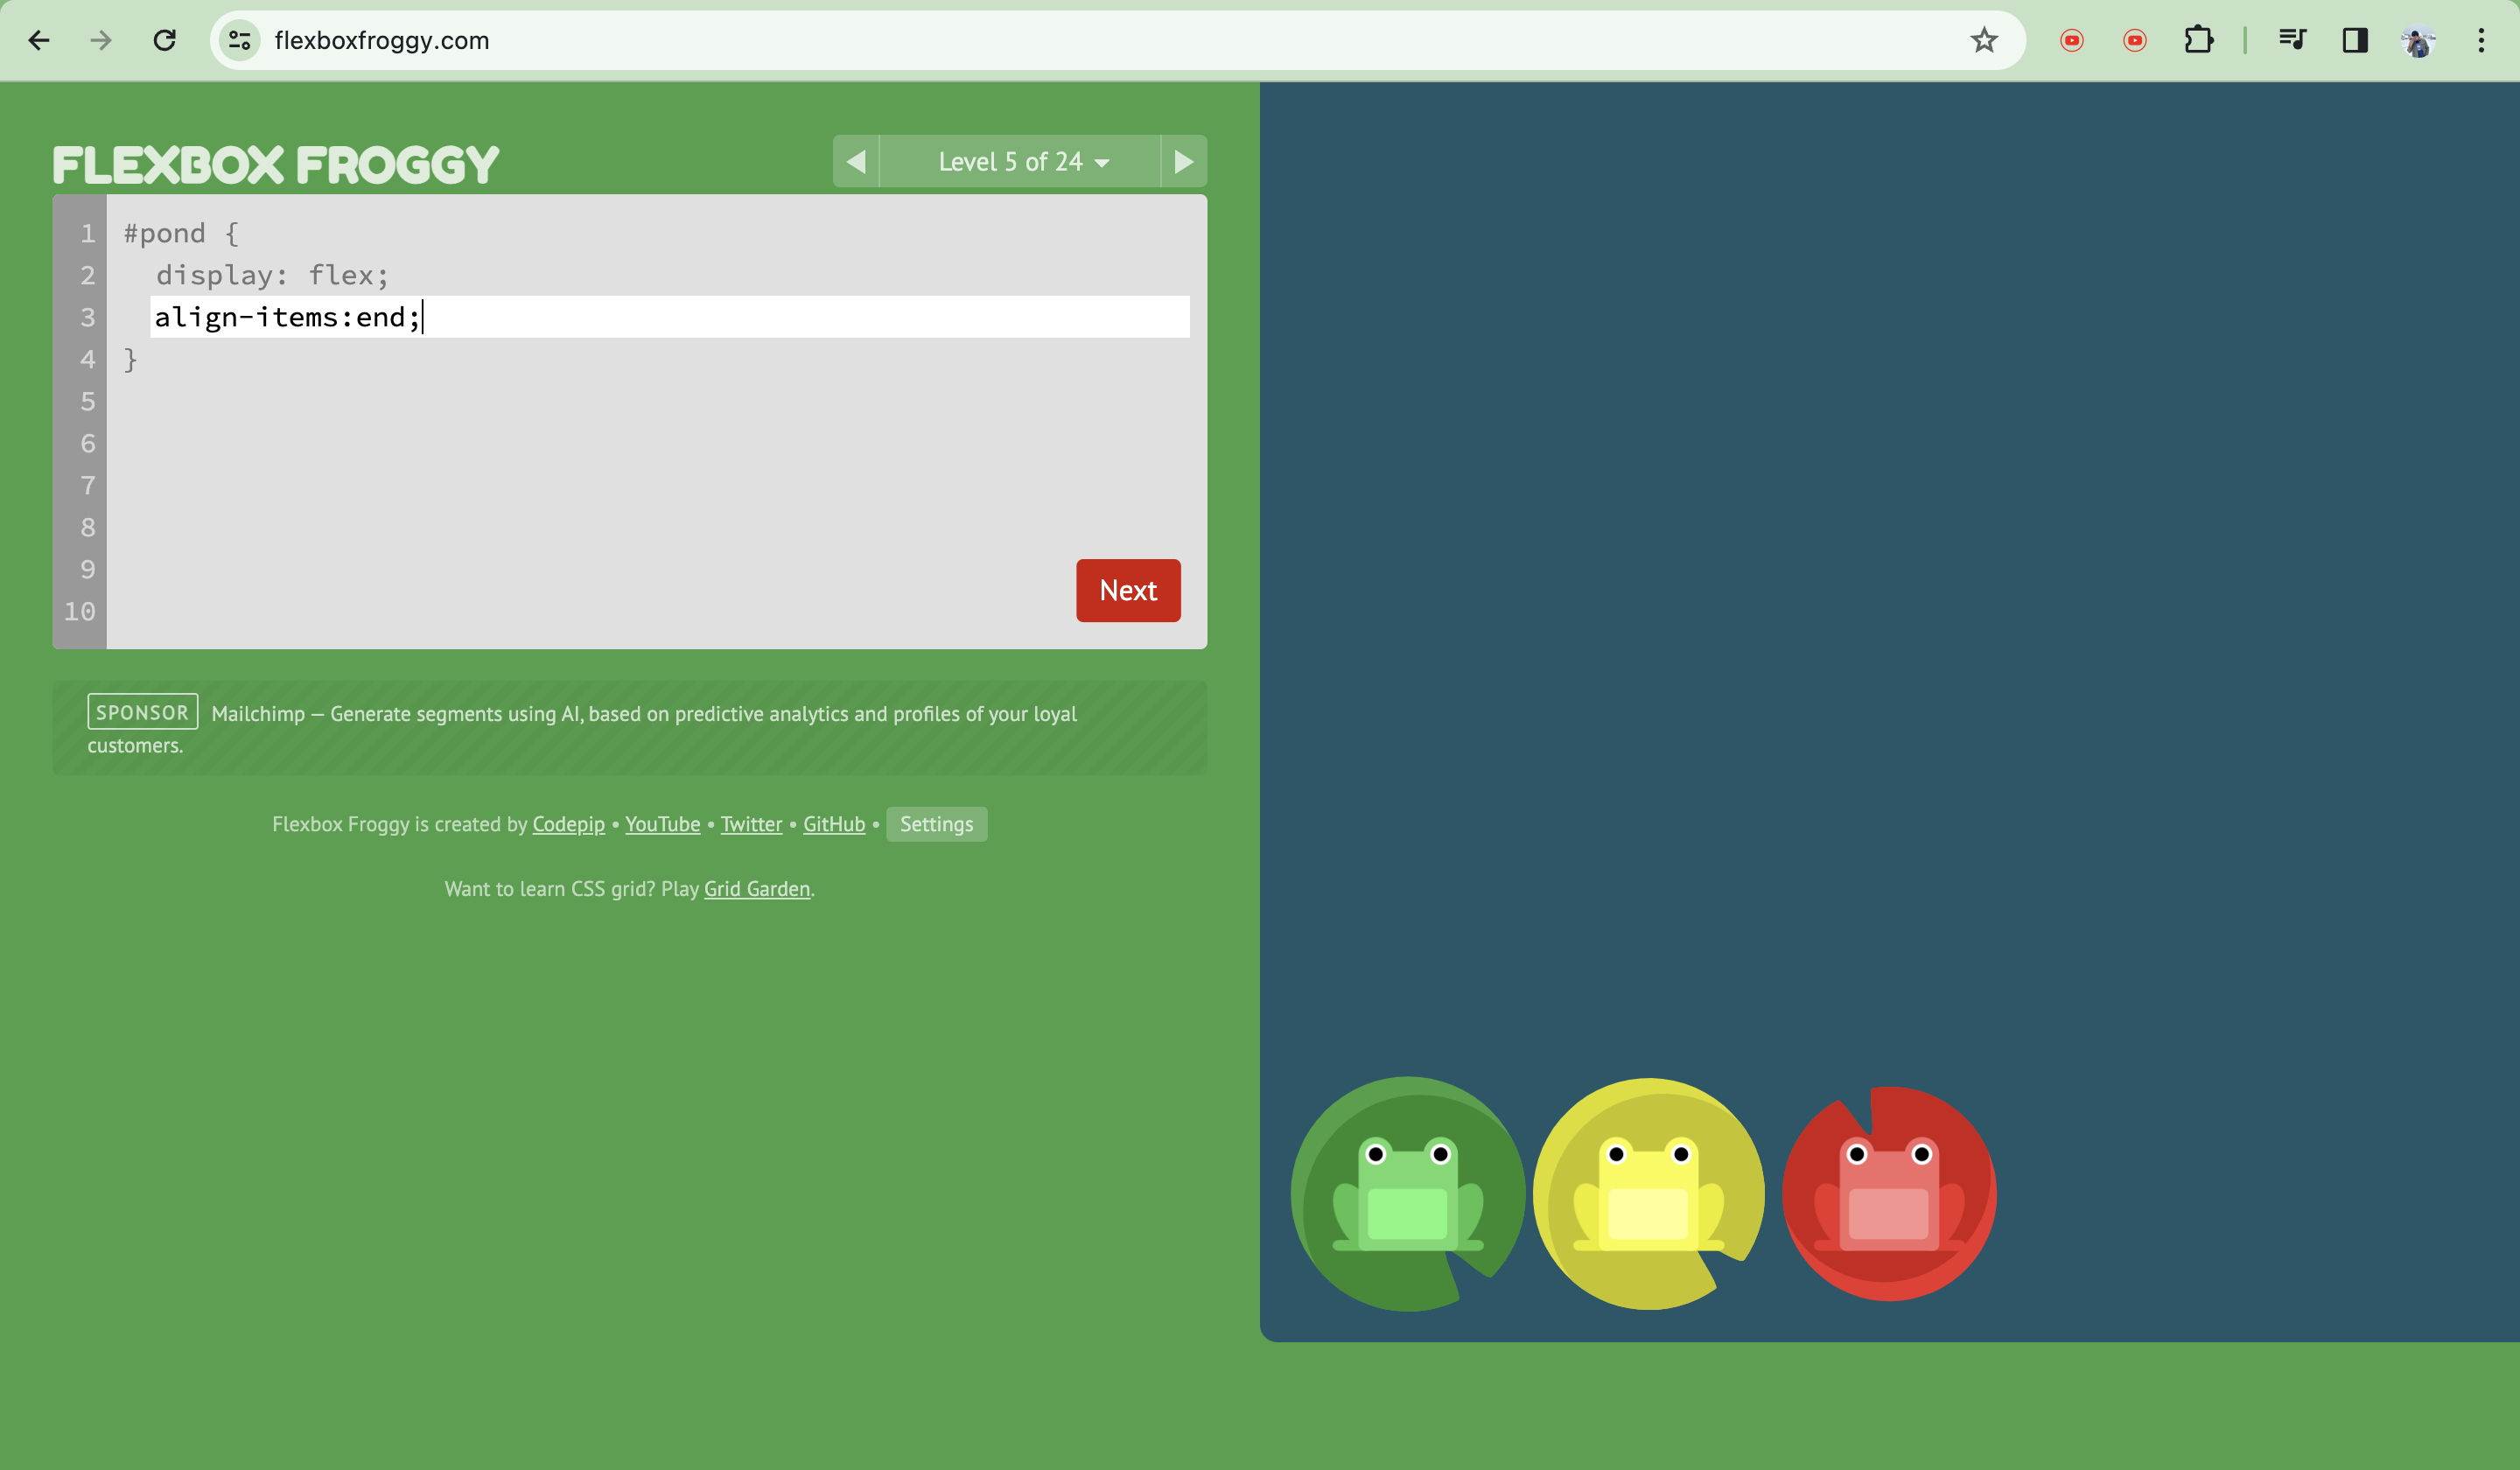 flexboxfroggy.com
FLEXBOX FROGGY
Level 5 of 24
1 #pond {
2 display: flex;
3 align-items:end;
4 }
5
6
7
8
9
10
Next
SPONSOR Mailchimp — Generate segments using AI, based on predictive analytics and profiles of your loyal
customers.
Flexbox Froggy is created by Codepip • YouTube • Twitter • GitHub • Settings
Want to learn CSS grid? Play Grid Garden.